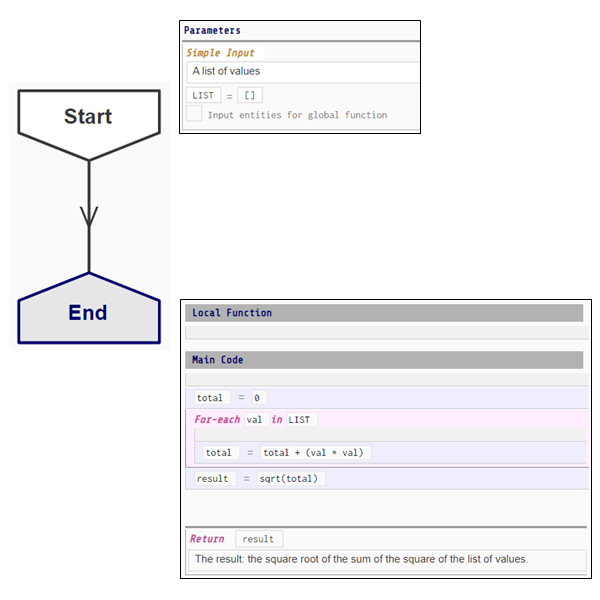 Parameters
Simple Input
A list of values
LIST = []
Input entities for global function
Start
End
Local Function
Main Code
total = 0
For-each val in LIST
total = total + (val * val)
result = sqrt(total)
Return result
The result: the square root of the sum of the square of the list of values.